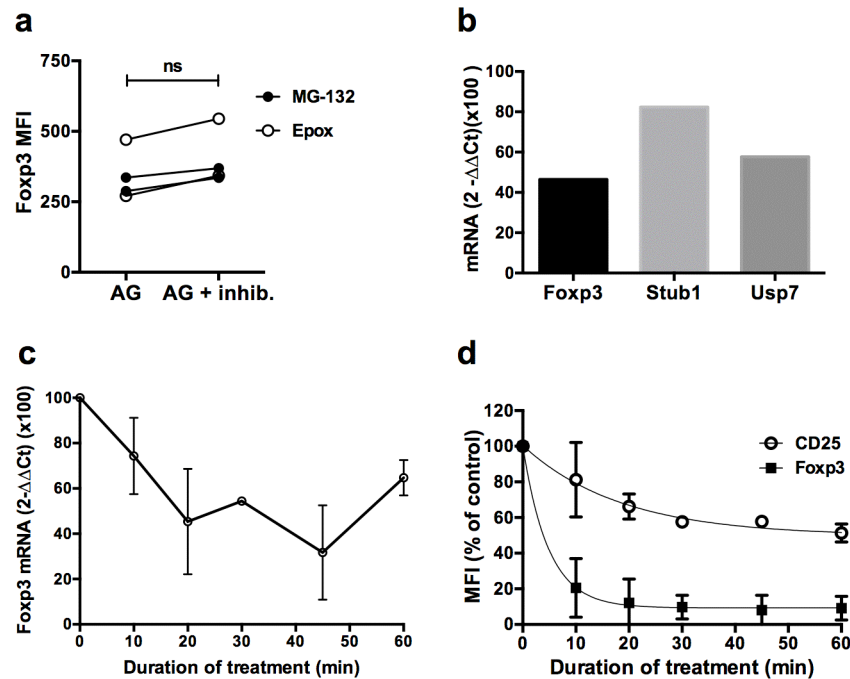 a
Foxp3 MFI
750
500
250
0
ns
MG-132
Epox
AG
AG + inhib.
b
mRNA (2 -ΔΔCt)(x100)
100
80
60
40
20
0
Foxp3
Stub1
Usp7
c
Foxp3 mRNA (2-ΔΔCt) (x100)
100
80
60
40
20
0
0 10 20 30 40 50 60
Duration of treatment (min)
d
MFI (% of control)
120
100
80
60
40
20
0
CD25
Foxp3
0 10 20 30 40 50 60
Duration of treatment (min)